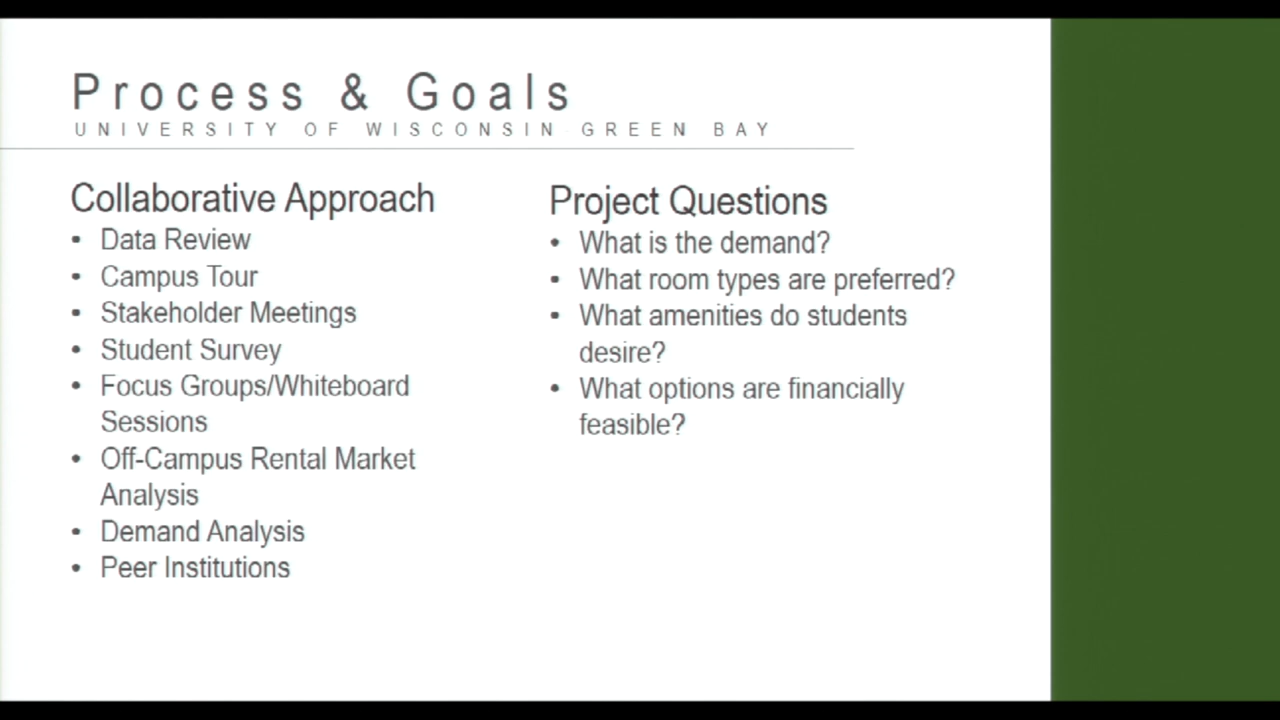 Process & Goals
UNIVERSITY OF WISCONSIN-GREEN BAY
Collaborative Approach
• Data Review
• Campus Tour
• Stakeholder Meetings
• Student Survey
• Focus Groups/Whiteboard
Sessions
• Off-Campus Rental Market
Analysis
• Demand Analysis
• Peer Institutions
Project Questions
• What is the demand?
• What room types are preferred?
• What amenities do students
desire?
• What options are financially
feasible?